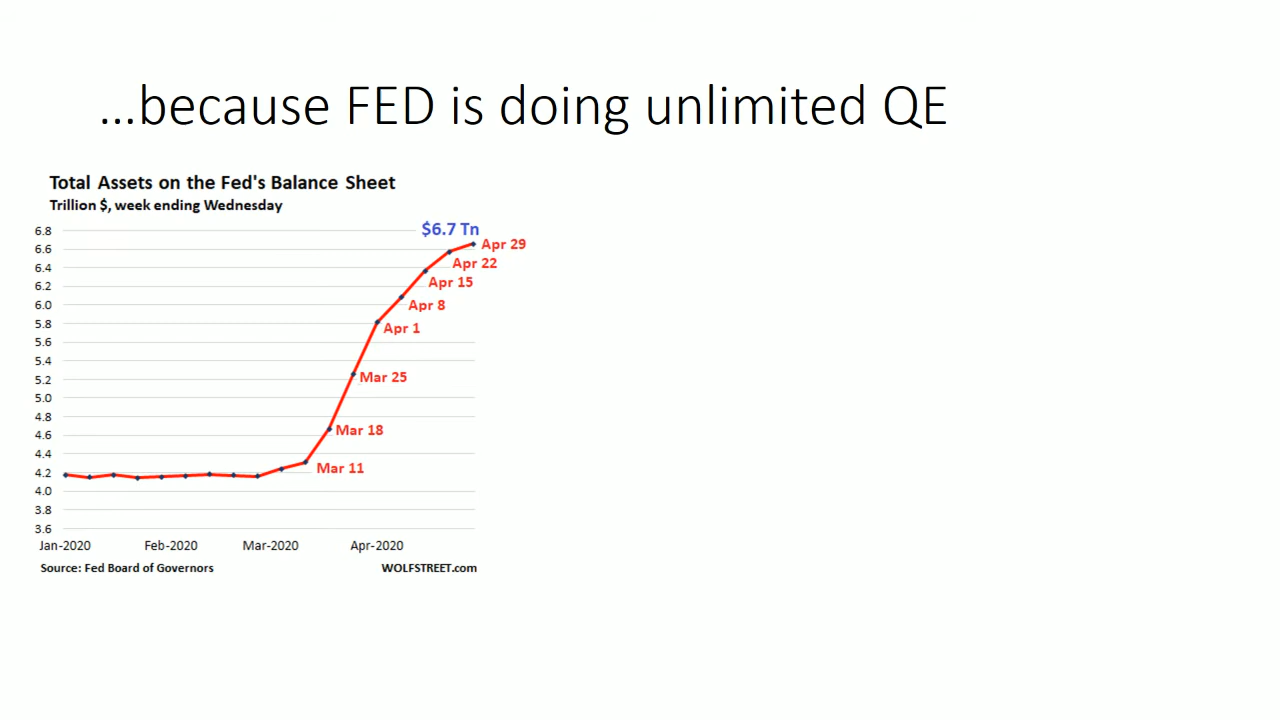 ...because FED is doing unlimited QE
Total Assets on the Fed's Balance Sheet
Trillion $, week ending Wednesday
$6.7 Tn
6.8
6.6
6.4
6.2
6.0
5.8
5.6
5.4
5.2
5.0
4.8
4.6
4.4
4.2
4.0
3.8
3.6
Apr 29
Apr 22
Apr 15
Apr 8
Apr 1
Mar 25
Mar 18
Mar 11
Jan-2020 Feb-2020 Mar-2020 Apr-2020
Source: Fed Board of Governors WOLFSTREET.com